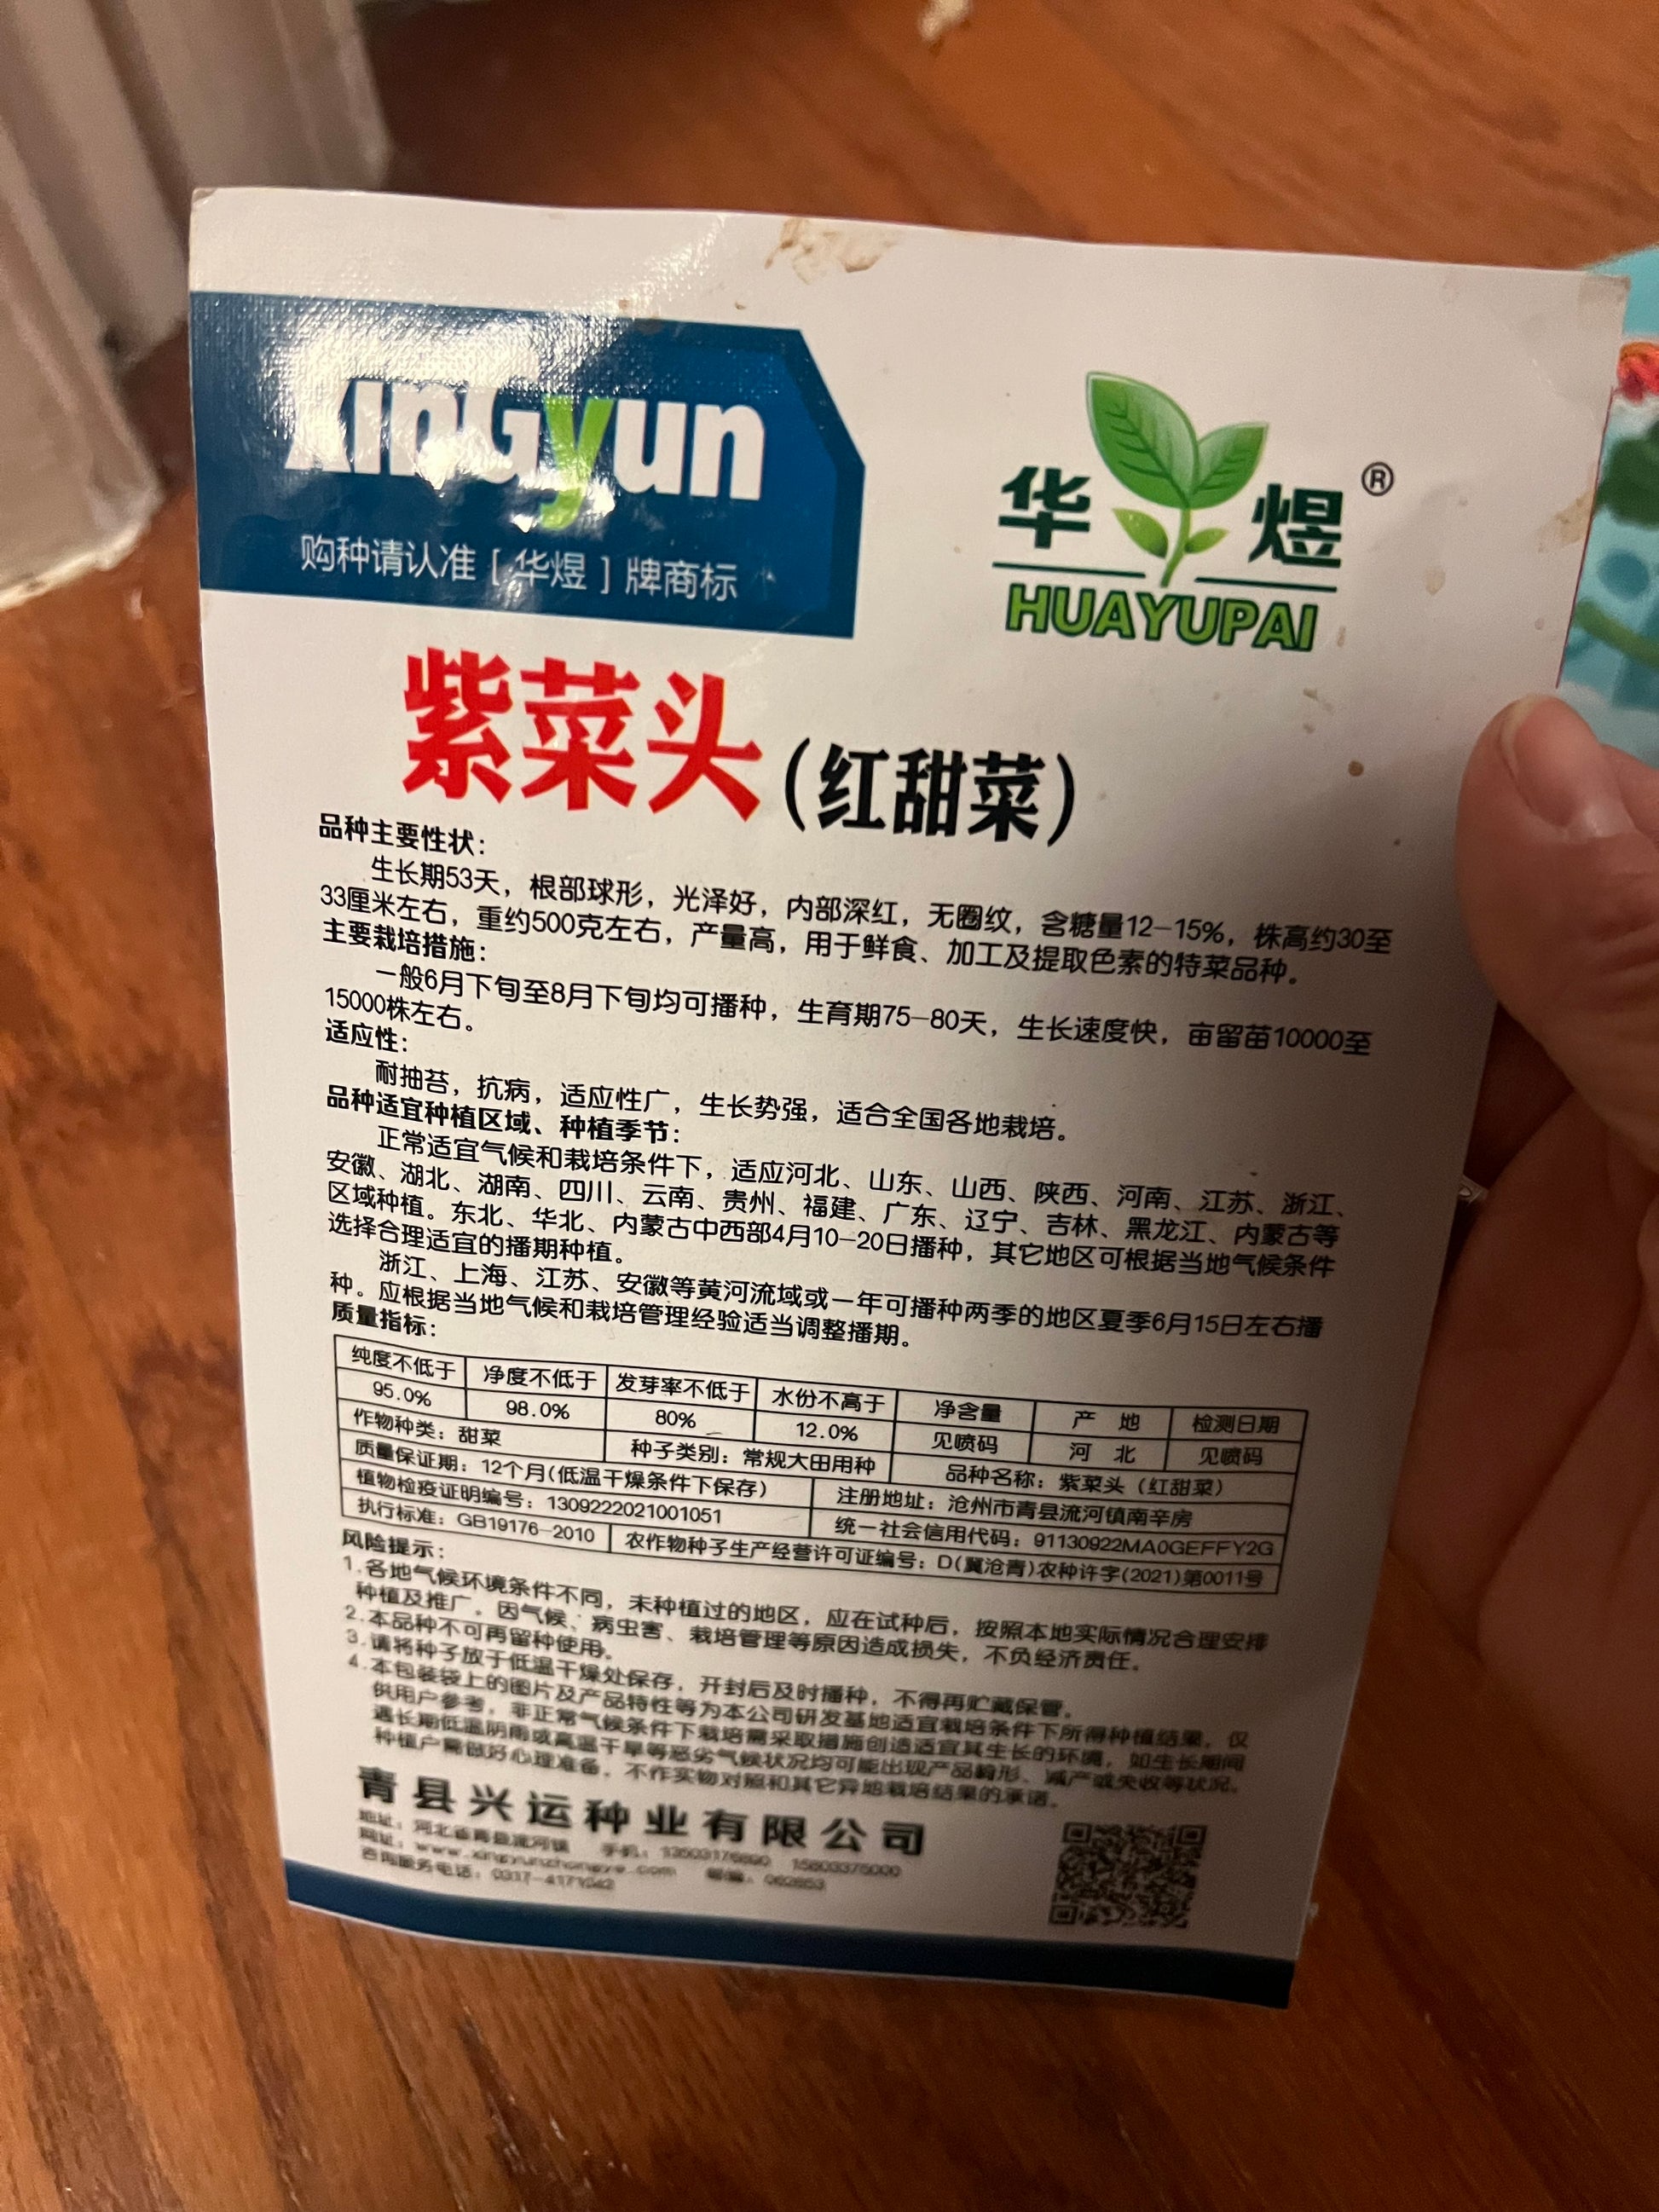 XinGyun
购种请认准 [ 华煜 ] 牌商标
华煜®
HUAYUPAI
紫菜头(红甜菜)
品种主要性状：
生长期53天，根部球形，光泽好，内部深红，无圈纹，含糖量12-15%，株高约30至
33厘米左右，重约500克左右，产量高，用于鲜食、加工及提取色素的特菜品种。
主要栽培措施：
一般6月下旬至8月下旬均可播种，生育期75-80天，生长速度快，亩留苗10000至
15000株左右。
适应性：
耐抽苔，抗病，适应性广，生长势强，适合全国各地栽培。
品种适宜种植区域、种植季节：
正常适宜气候和栽培条件下，适应河北、山东、山西、陕西、河南、江苏、浙江、
安徽、湖北、湖南、四川、云南、贵州、福建、广东、辽宁、吉林、黑龙江、内蒙古等
区域种植。东北、华北、内蒙古中西部4月10-20日播种，其它地区可根据当地气候条件
选择合理适宜的播期种植。
浙江、上海、江苏、安徽等黄河流域或一年可播种两季的地区夏季6月15日左右播
种。应根据当地气候和栽培管理经验适当调整播期。
质量指标：
纯度不低于 净度不低于 发芽率不低于 水份不高于 净含量 产 地 检测日期
95.0% 98.0% 80% 12.0% 见喷码 河 北 见喷码
作物种类：甜菜 种子类别：常规大田用种 品种名称：紫菜头（红甜菜）
质量保证期：12个月(低温干燥条件下保存) 注册地址：沧州市青县流河镇南辛房
植物检疫证明编号：1309222021001051 统一社会信用代码：91130922MA0GEFFY2G
执行标准：GB19176-2010 农作物种子生产经营许可证编号：D(冀沧青)农种许字(2021)第0011号
风险提示：
1.各地气候环境条件不同，未种植过的地区，应在试种后，按照本地实际情况合理安排
种植及推广。因气候、病虫害、栽培管理等原因造成损失，不负经济责任。
2.本品种不可再留种使用。
3.请将种子放于低温干燥处保存，开封后及时播种，不得再贮藏保管。
4.本包装袋上的图片及产品特性等为本公司研发基地适宜栽培条件下所得种植结果，仅
供用户参考，非正常气候条件下栽培需采取措施创造适宜其生长的环境，如生长期间
遇长期低温阴雨或高温干旱等恶劣气候状况均可能出现产品畸形、减产或失收等状况，
种植户需做好心理准备，不作实物对照和其它异地栽培结果的承诺。
青县兴运种业有限公司
地址：河北省青县流河镇 手机：
网址：www.xingyunzhongye.com 邮编：
咨询服务电话：